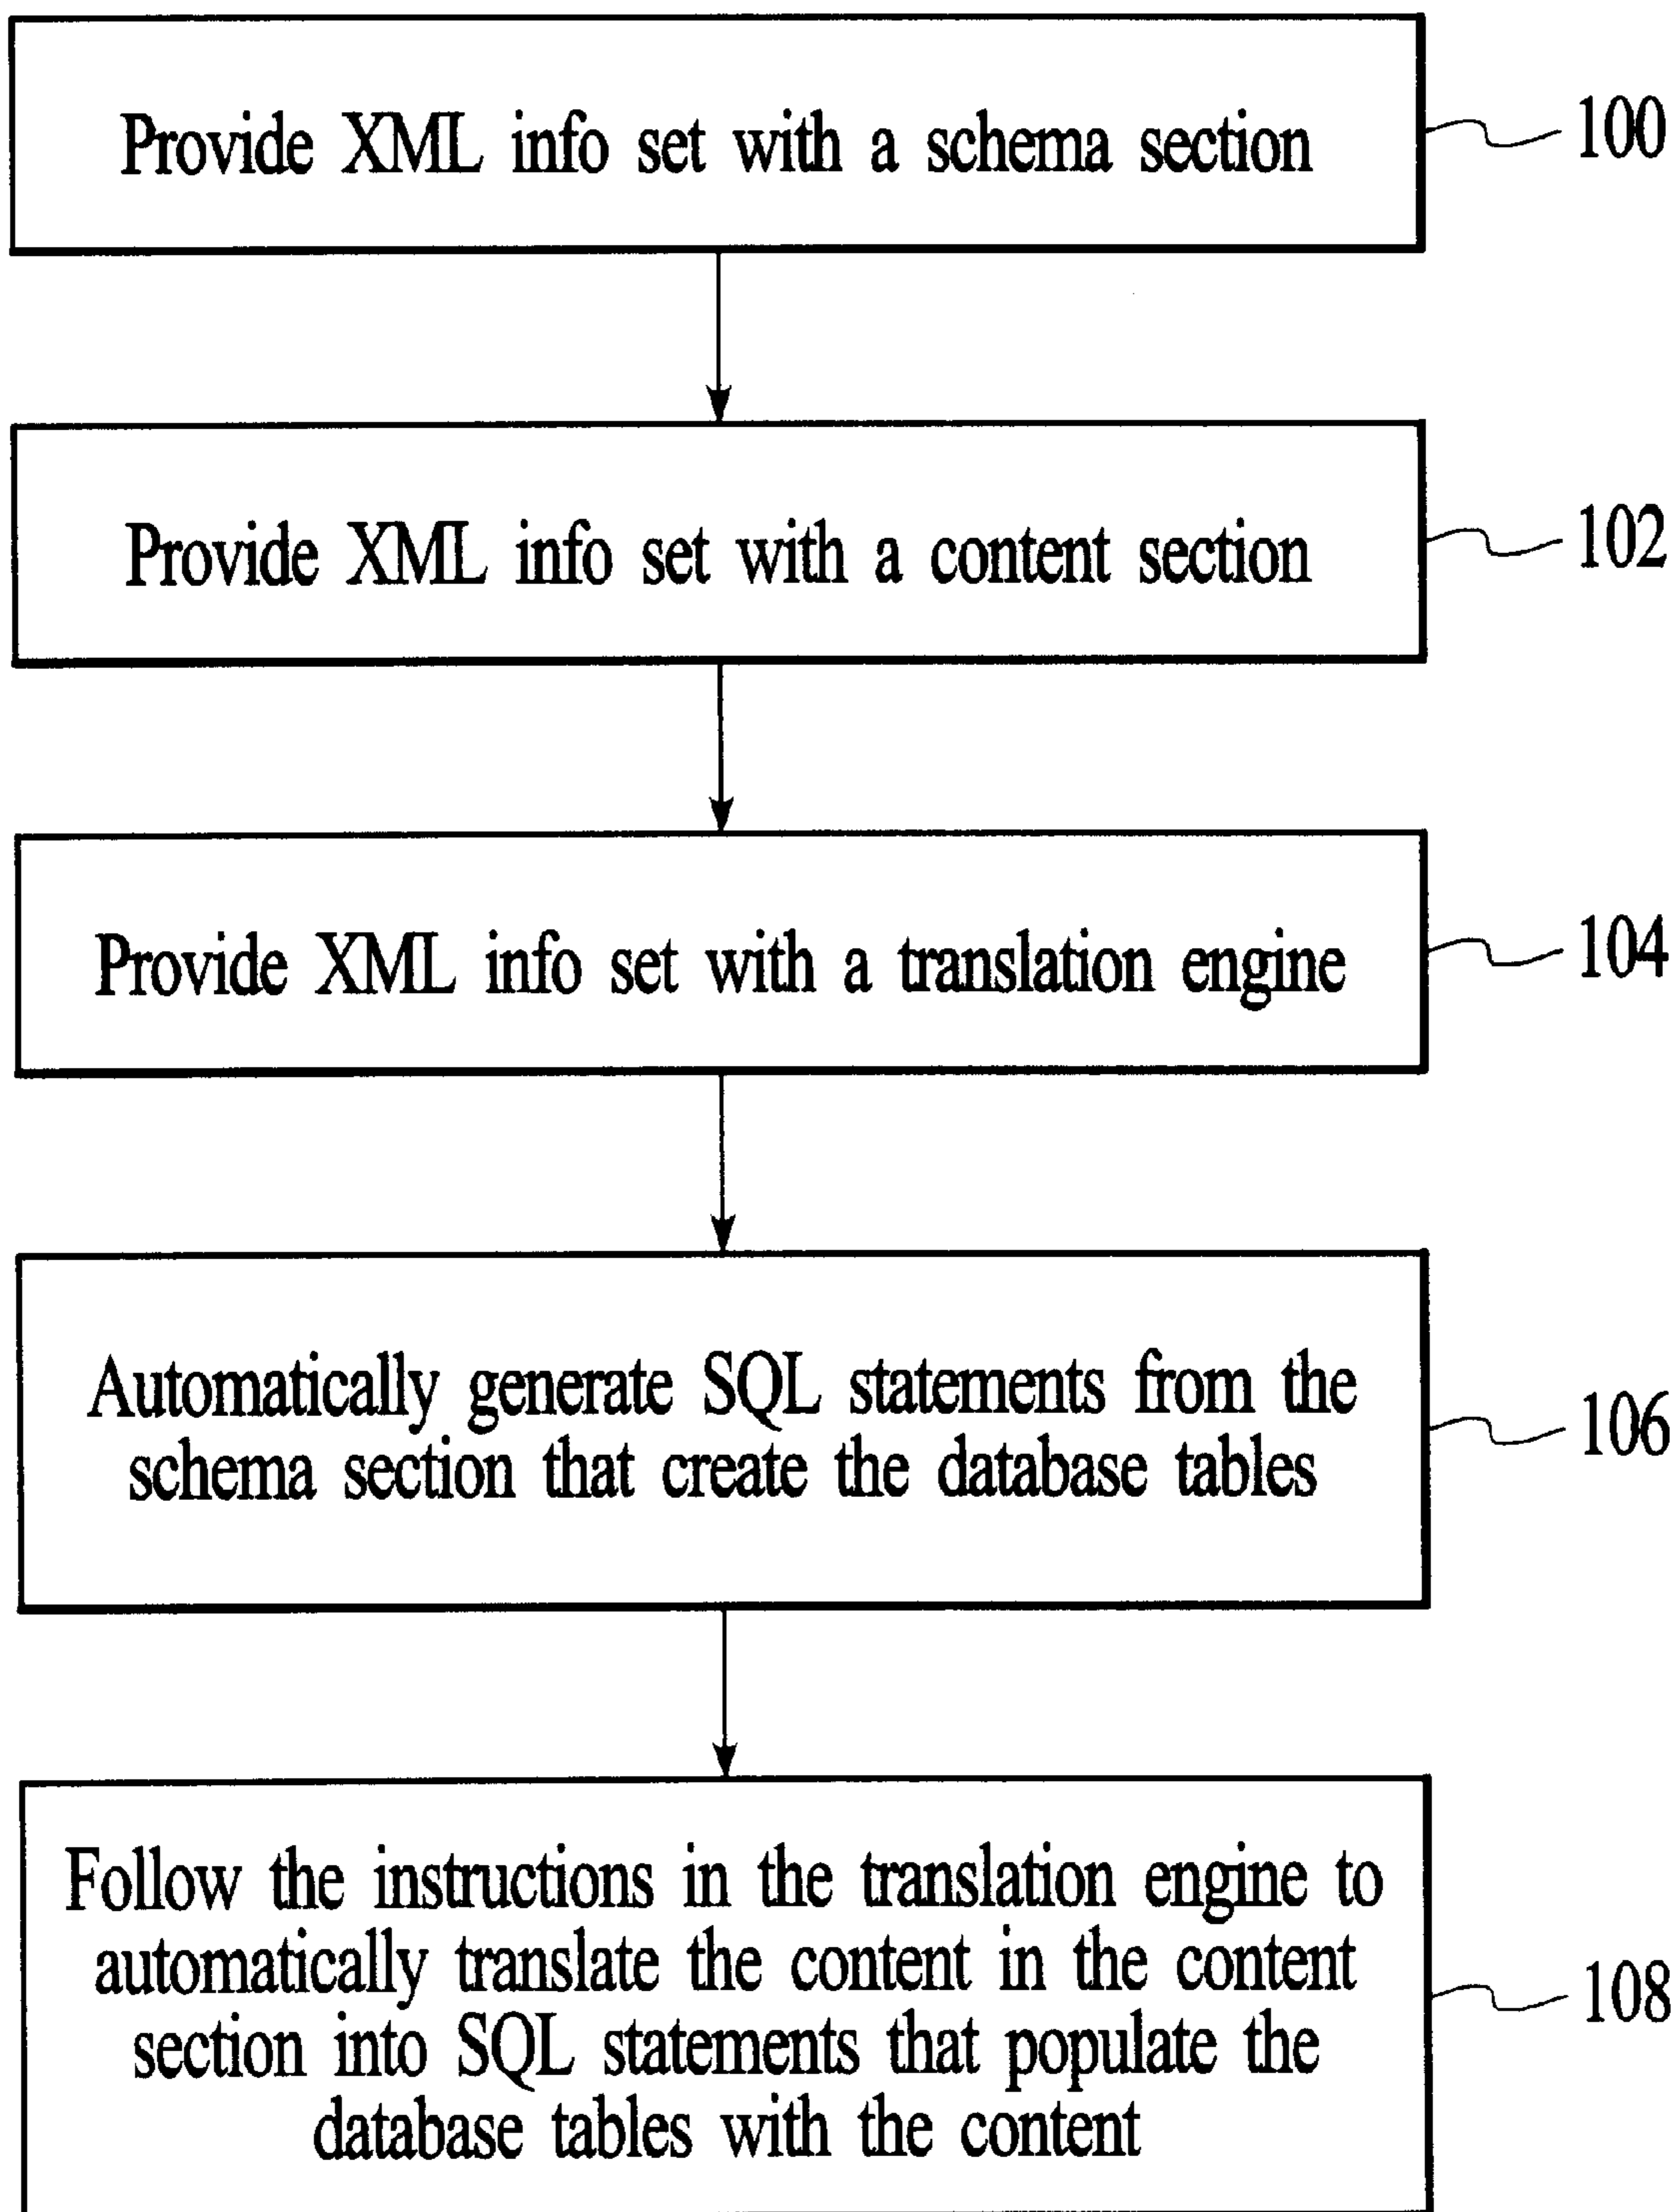 Provide XML info set with a schema section
100
Provide XML info set with a content section
102
Provide XML info set with a translation engine
104
Automatically generate SQL statements from the
schema section that create the database tables
106
Follow the instructions in the translation engine to
automatically translate the content in the content
section into SQL statements that populate the
database tables with the content
108